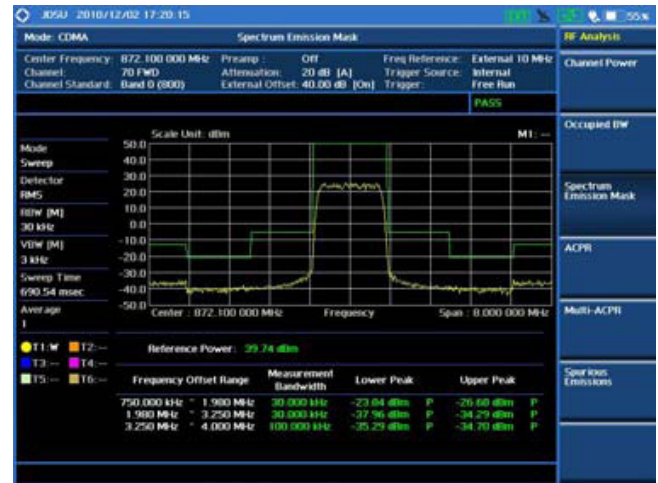 JDSU 2010/12/02 17:20:15
55%
Mode: CDMA Spectrum Emission Mask RF Analysis
Center Frequency: 872.100 000 MHz Preamp : Off Freq Reference: External 10 MHz
Channel: 70 FWD Attenuation: 20 dB [A] Trigger Source: Internal
Channel Standard: Band 0 (800) External Offset: 40.00 dB [On] Trigger: Free Run
PASS
Channel Power
Occupied BW
Spectrum Emission Mask
ACPR
Multi-ACPR
Spurious Emissions
Scale Unit: dBm M1: --
Mode
Sweep
Detector
RMS
RBW [M]
30 kHz
VBW [M]
3 kHz
Sweep Time
690.54 msec
Average
1
50.0
40.0
30.0
20.0
10.0
0.0
-10.0
-20.0
-30.0
-40.0
-50.0
Center : 872.100 000 MHz Frequency Span : 8.000 000 MHz
T1:W T2:--
T3:-- T4:--
T5:-- T6:--
Reference Power: 39.74 dBm
Frequency Offset Range Measurement Bandwidth Lower Peak Upper Peak
750.000 kHz ~ 1.980 MHz 30.000 kHz -23.04 dBm P -26.60 dBm P
1.980 MHz ~ 3.250 MHz 30.000 kHz -37.96 dBm P -34.29 dBm P
3.250 MHz ~ 4.000 MHz 100.000 kHz -35.29 dBm P -34.70 dBm P